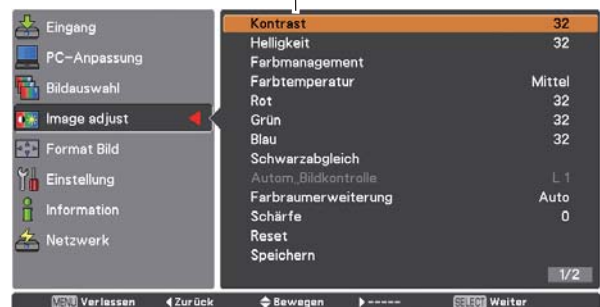 Eingang
PC-Anpassung
Bildauswahl
Image adjust
Format Bild
Einstellung
Information
Netzwerk
Kontrast 32
Helligkeit 32
Farbmanagement
Farbtemperatur Mittel
Rot 32
Grün 32
Blau 32
Schwarzabgleich
Autom_Bildkontrolle L 1
Farbraumerweiterung Auto
Schärfe 0
Reset
Speichern
1/2
MENU Verlassen Zurück Bewegen ----- SELECT Weiter